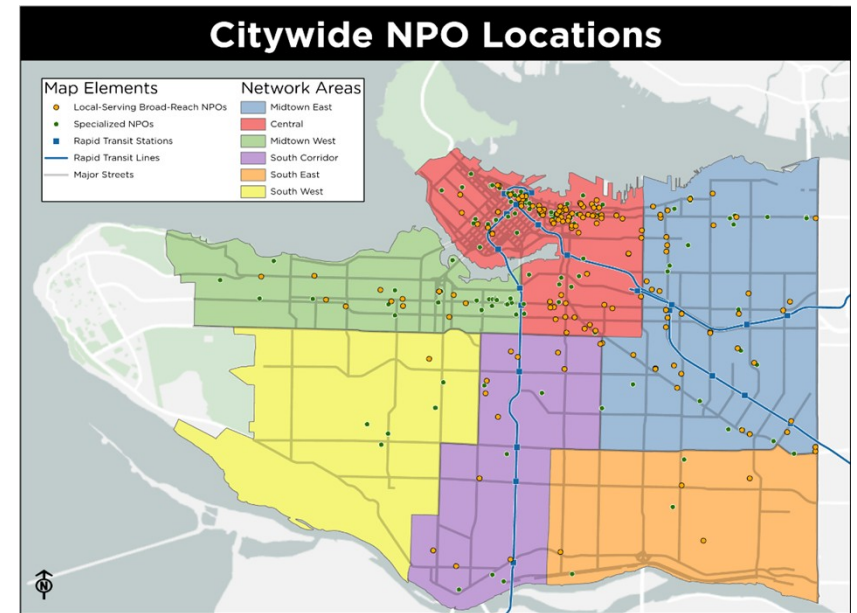 Citywide NPO Locations
Map Elements
Local-Serving Broad-Reach NPOs
Specialized NPOs
Rapid Transit Stations
Rapid Transit Lines
Major Streets
Network Areas
Midtown East
Central
Midtown West
South Corridor
South East
South West
N